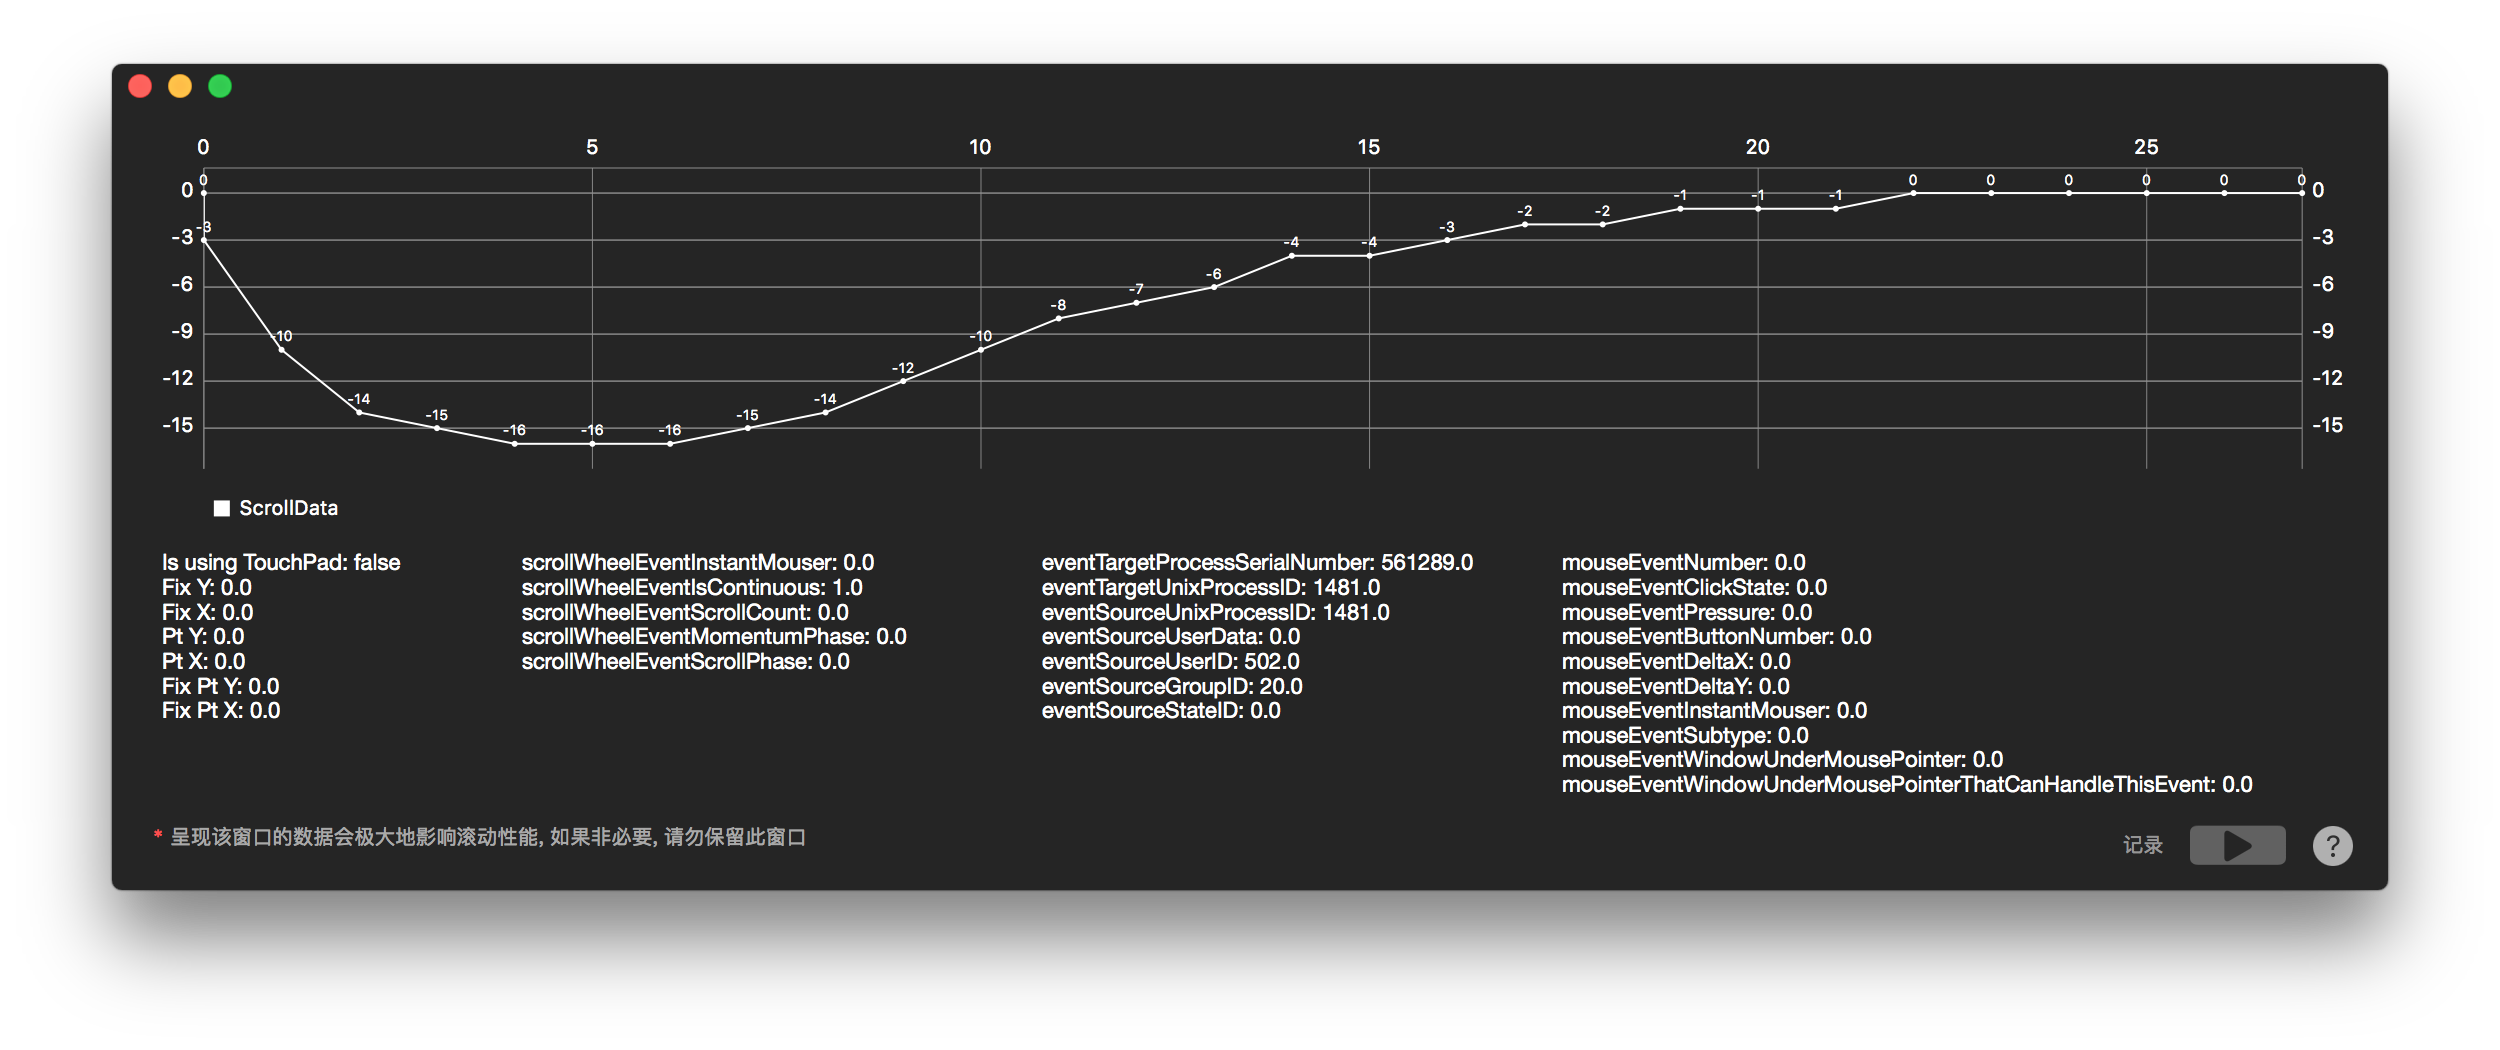 0 5 10 15 20 25
0 0 0 0 0 0 0 0 0
-1 -1 -1
-2 -2
-3 -3 -3 -3
-4 -4
-6 -6 -6
-7
-8
-9 -10 -10 -9
-12 -12 -12
-14 -14
-15 -15 -15 -15
-16 -16 -16
ScrollData
Is using TouchPad: false
Fix Y: 0.0
Fix X: 0.0
Pt Y: 0.0
Pt X: 0.0
Fix Pt Y: 0.0
Fix Pt X: 0.0
scrollWheelEventInstantMouser: 0.0
scrollWheelEventIsContinuous: 1.0
scrollWheelEventScrollCount: 0.0
scrollWheelEventMomentumPhase: 0.0
scrollWheelEventScrollPhase: 0.0
eventTargetProcessSerialNumber: 561289.0
eventTargetUnixProcessID: 1481.0
eventSourceUnixProcessID: 1481.0
eventSourceUserData: 0.0
eventSourceUserID: 502.0
eventSourceGroupID: 20.0
eventSourceStateID: 0.0
mouseEventNumber: 0.0
mouseEventClickState: 0.0
mouseEventPressure: 0.0
mouseEventButtonNumber: 0.0
mouseEventDeltaX: 0.0
mouseEventDeltaY: 0.0
mouseEventInstantMouser: 0.0
mouseEventSubtype: 0.0
mouseEventWindowUnderMousePointer: 0.0
mouseEventWindowUnderMousePointerThatCanHandleThisEvent: 0.0
* 呈现该窗口的数据会极大地影响滚动性能, 如果非必要, 请勿保留此窗口
记录
?